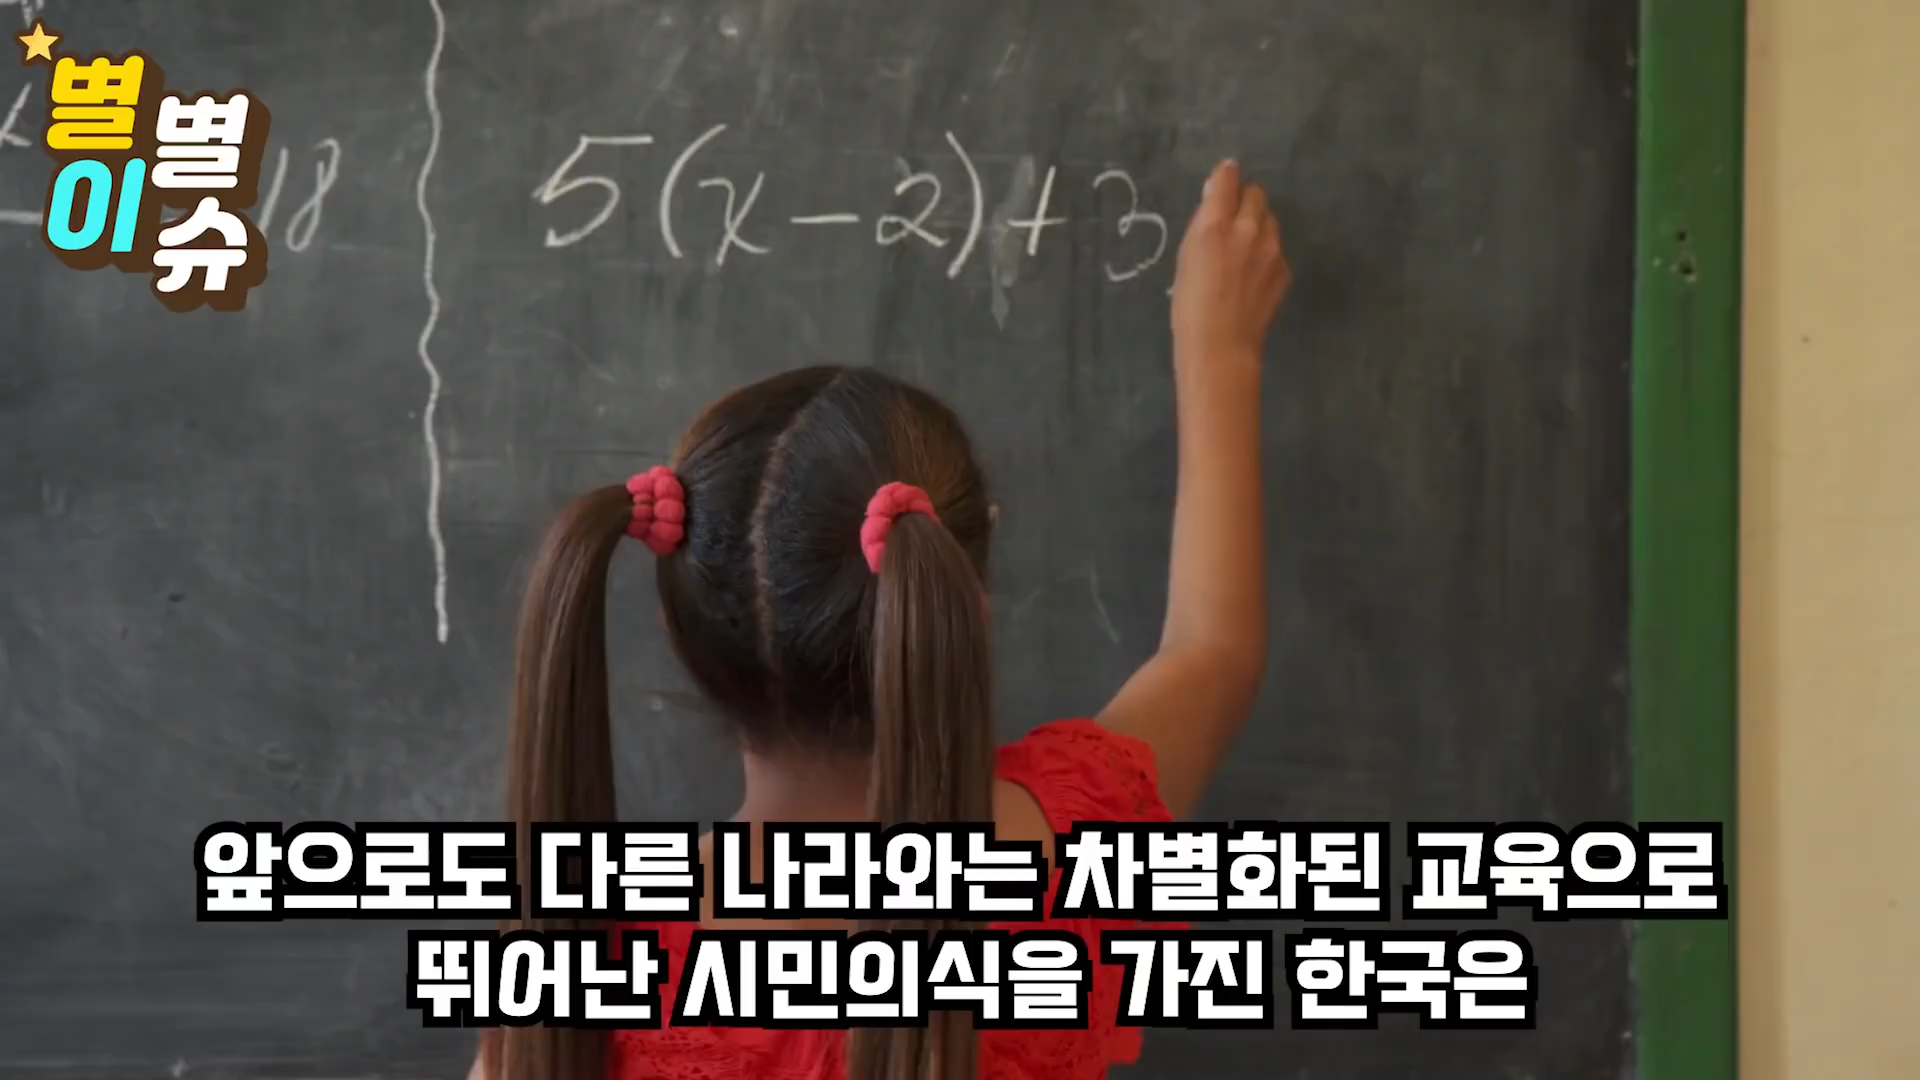 별별
이슈
18
5(x-2)+3
앞으로도 다른 나라와는 차별화된 교육으로
뛰어난 시민의식을 가진 한국은